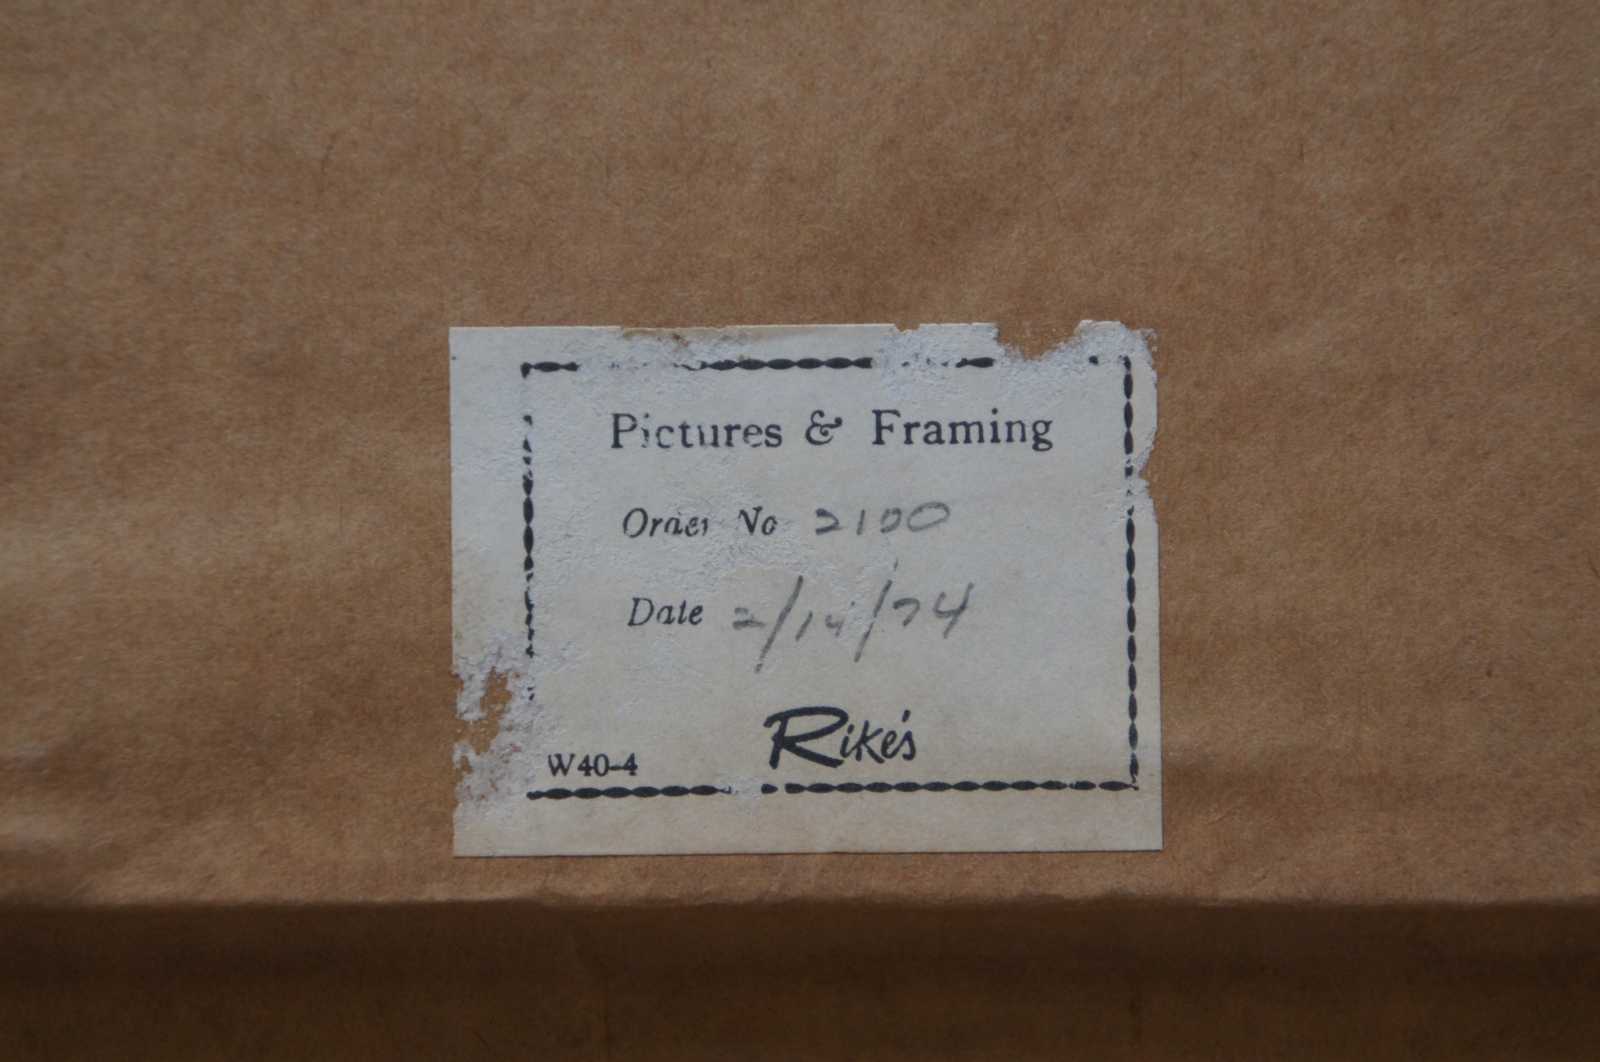 Pictures & Framing
Order No 2100
Date 2/14/74
Rike's
W40-4